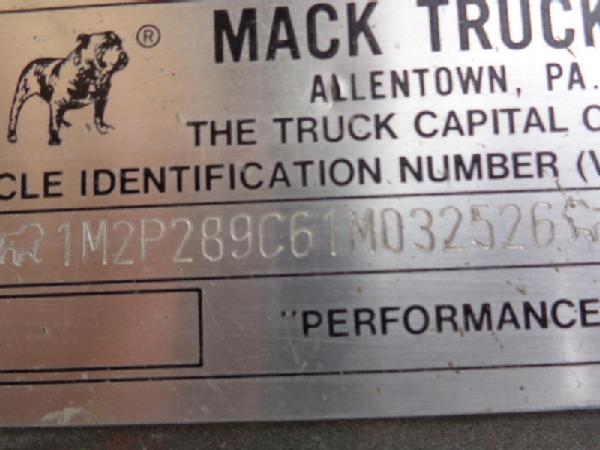 ® MACK TRUCK
ALLENTOWN, PA.
THE TRUCK CAPITAL O
CLE IDENTIFICATION NUMBER (V
1M2P289C61M032526
"PERFORMANCE